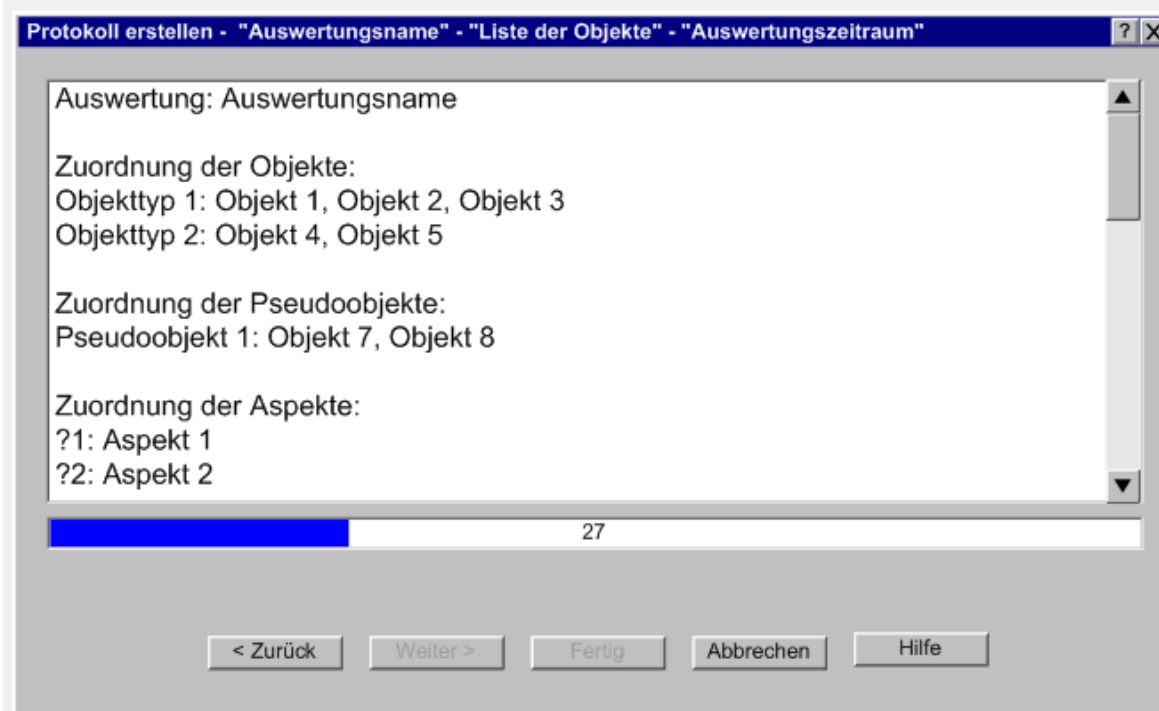 Protokoll erstellen -  "Auswertungsname" - "Liste der Objekte" - "Auswertungszeitraum" ? X
Auswertung: Auswertungsname
Zuordnung der Objekte:
Objekttyp 1: Objekt 1, Objekt 2, Objekt 3
Objekttyp 2: Objekt 4, Objekt 5
Zuordnung der Pseudoobjekte:
Pseudoobjekt 1: Objekt 7, Objekt 8
Zuordnung der Aspekte:
?1: Aspekt 1
?2: Aspekt 2
27
< Zurück Weiter > Fertig Abbrechen Hilfe